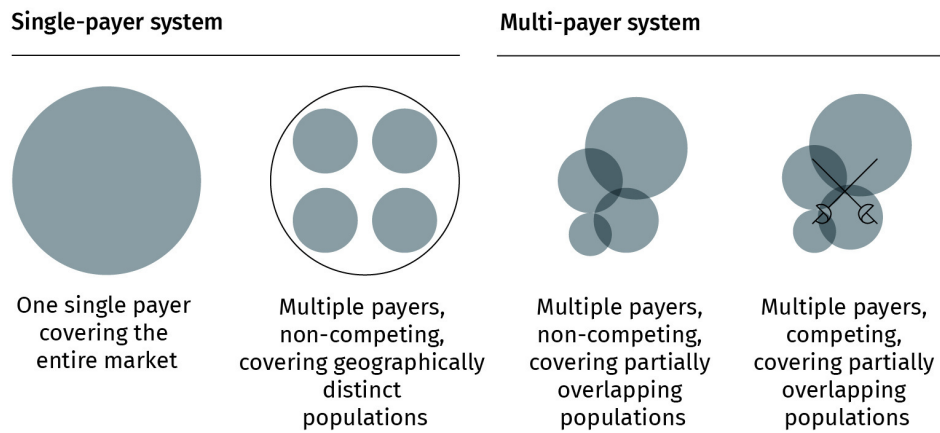 Single-payer system
Multi-payer system
One single payer
covering the
entire market
Multiple payers,
non-competing,
covering geographically
distinct
populations
Multiple payers,
non-competing,
covering partially
overlapping
populations
Multiple payers,
competing,
covering partially
overlapping
populations